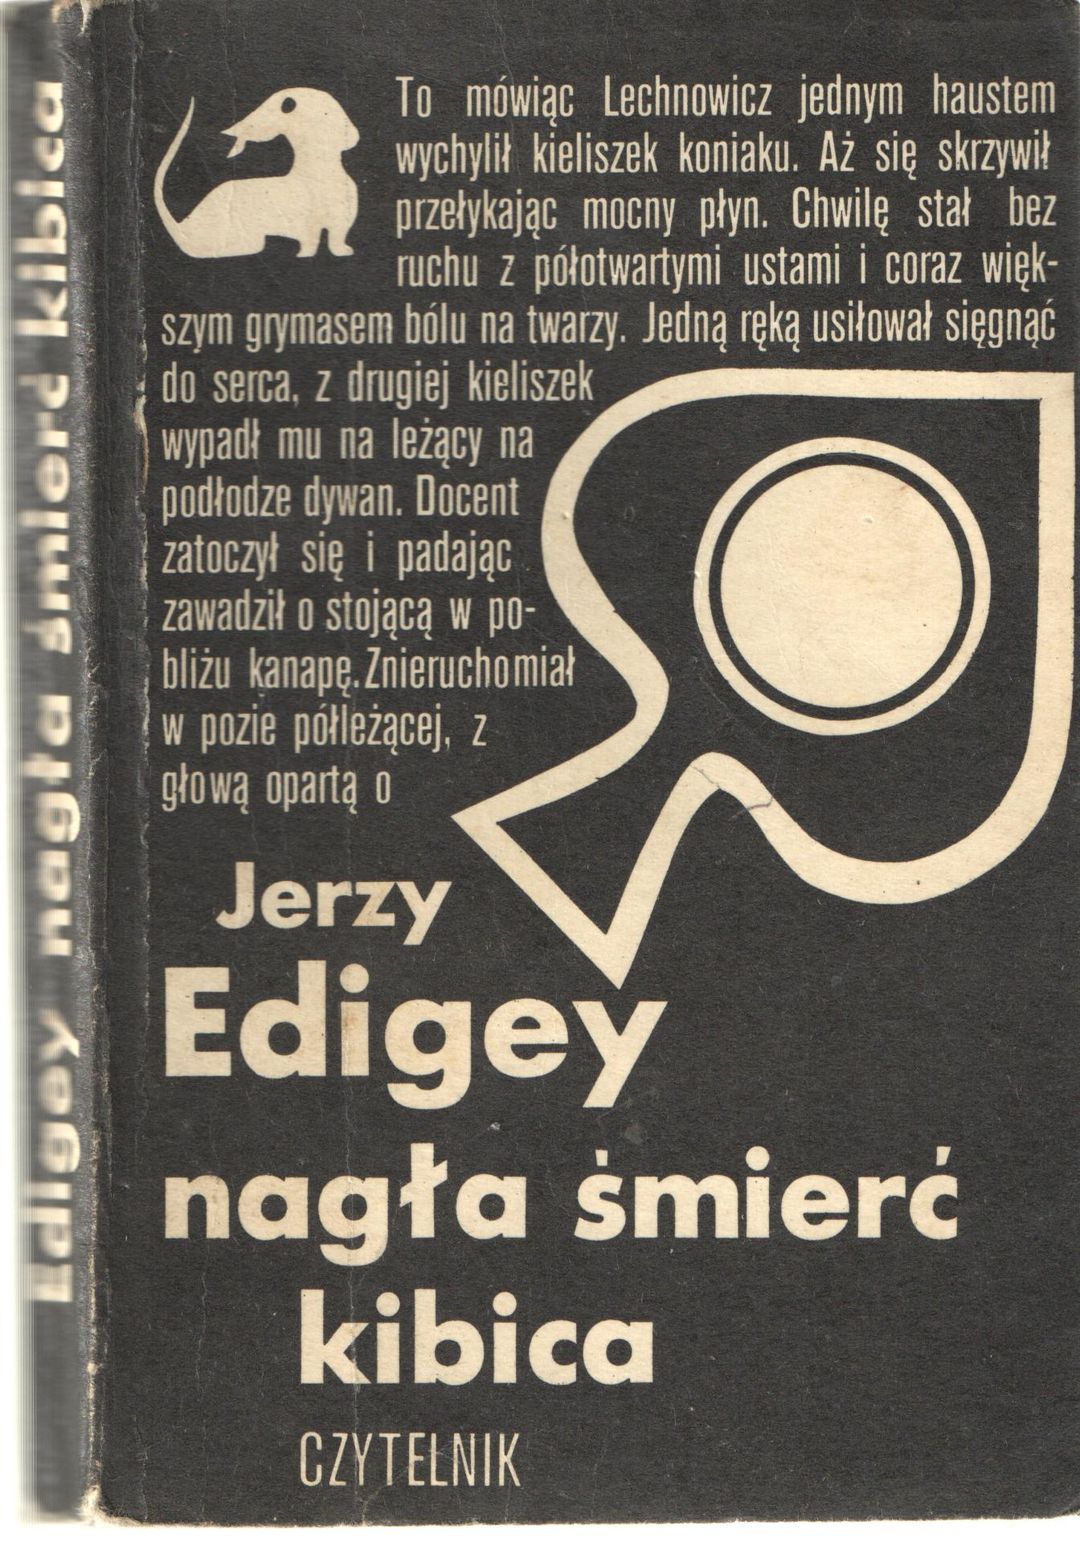 To mówiąc Lechnowicz jednym haustem
wychylił kieliszek koniaku. Aż się skrzywił
przełykając mocny płyn. Chwilę stał bez
ruchu z półotwartymi ustami i coraz więk-
szym grymasem bólu na twarzy. Jedną ręką usiłował sięgnąć
do serca, z drugiej kieliszek
wypadł mu na leżący na
podłodze dywan. Docent
zatoczył się i padając
zawadził o stojącą w po-
bliżu kanapę. Znieruchomiał
w pozie półleżącej, z
głową opartą o
Jerzy
Edigey
nagła śmierć
kibica
CZYTELNIK
Edigey nagła śmierć kibica